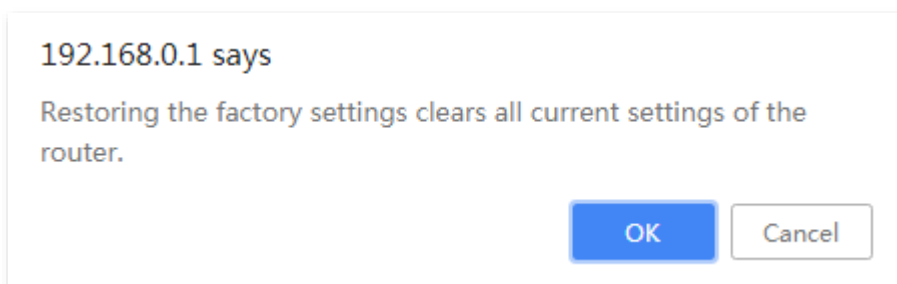 192.168.0.1 says
Restoring the factory settings clears all current settings of the
router.
OK
Cancel